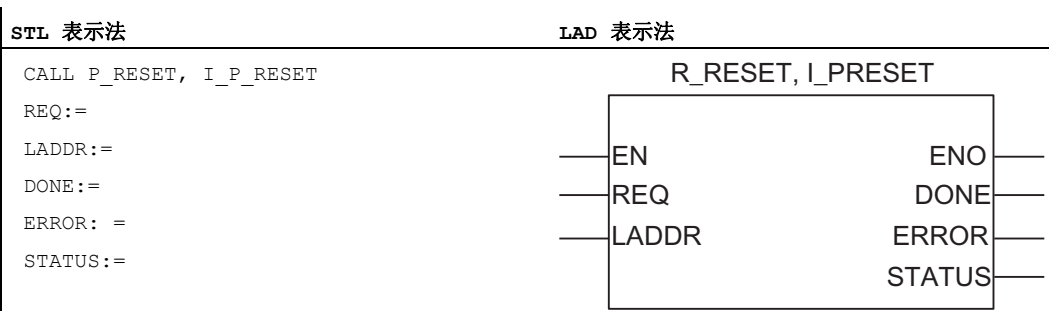 STL 表示法
LAD 表示法
CALL P_RESET, I_P_RESET
REQ:=
LADDR:=
DONE:=
ERROR: =
STATUS:=
R_RESET, I_PRESET
EN
ENO
REQ
DONE
LADDR
ERROR
STATUS